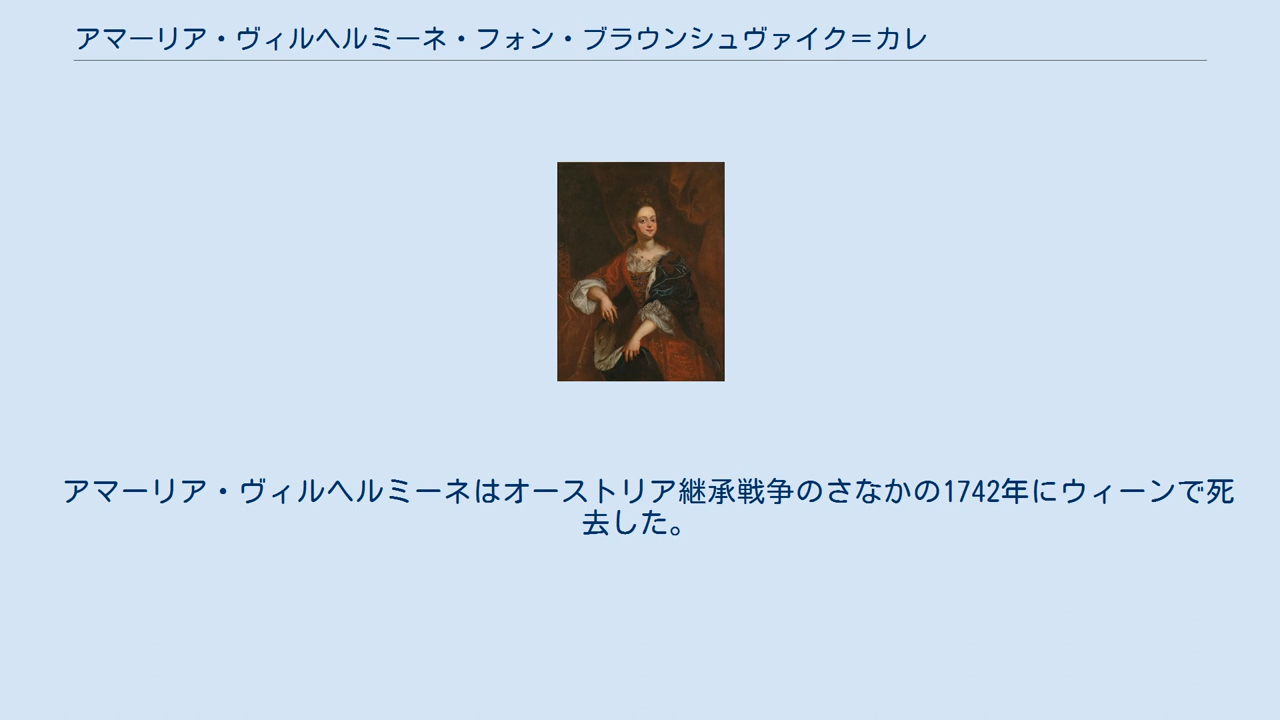 アマーリア・ヴィルヘルミーネ・フォン・ブラウンシュヴァイク＝カレ
アマーリア・ヴィルヘルミーネはオーストリア継承戦争のさなかの1742年にウィーンで死
去した。